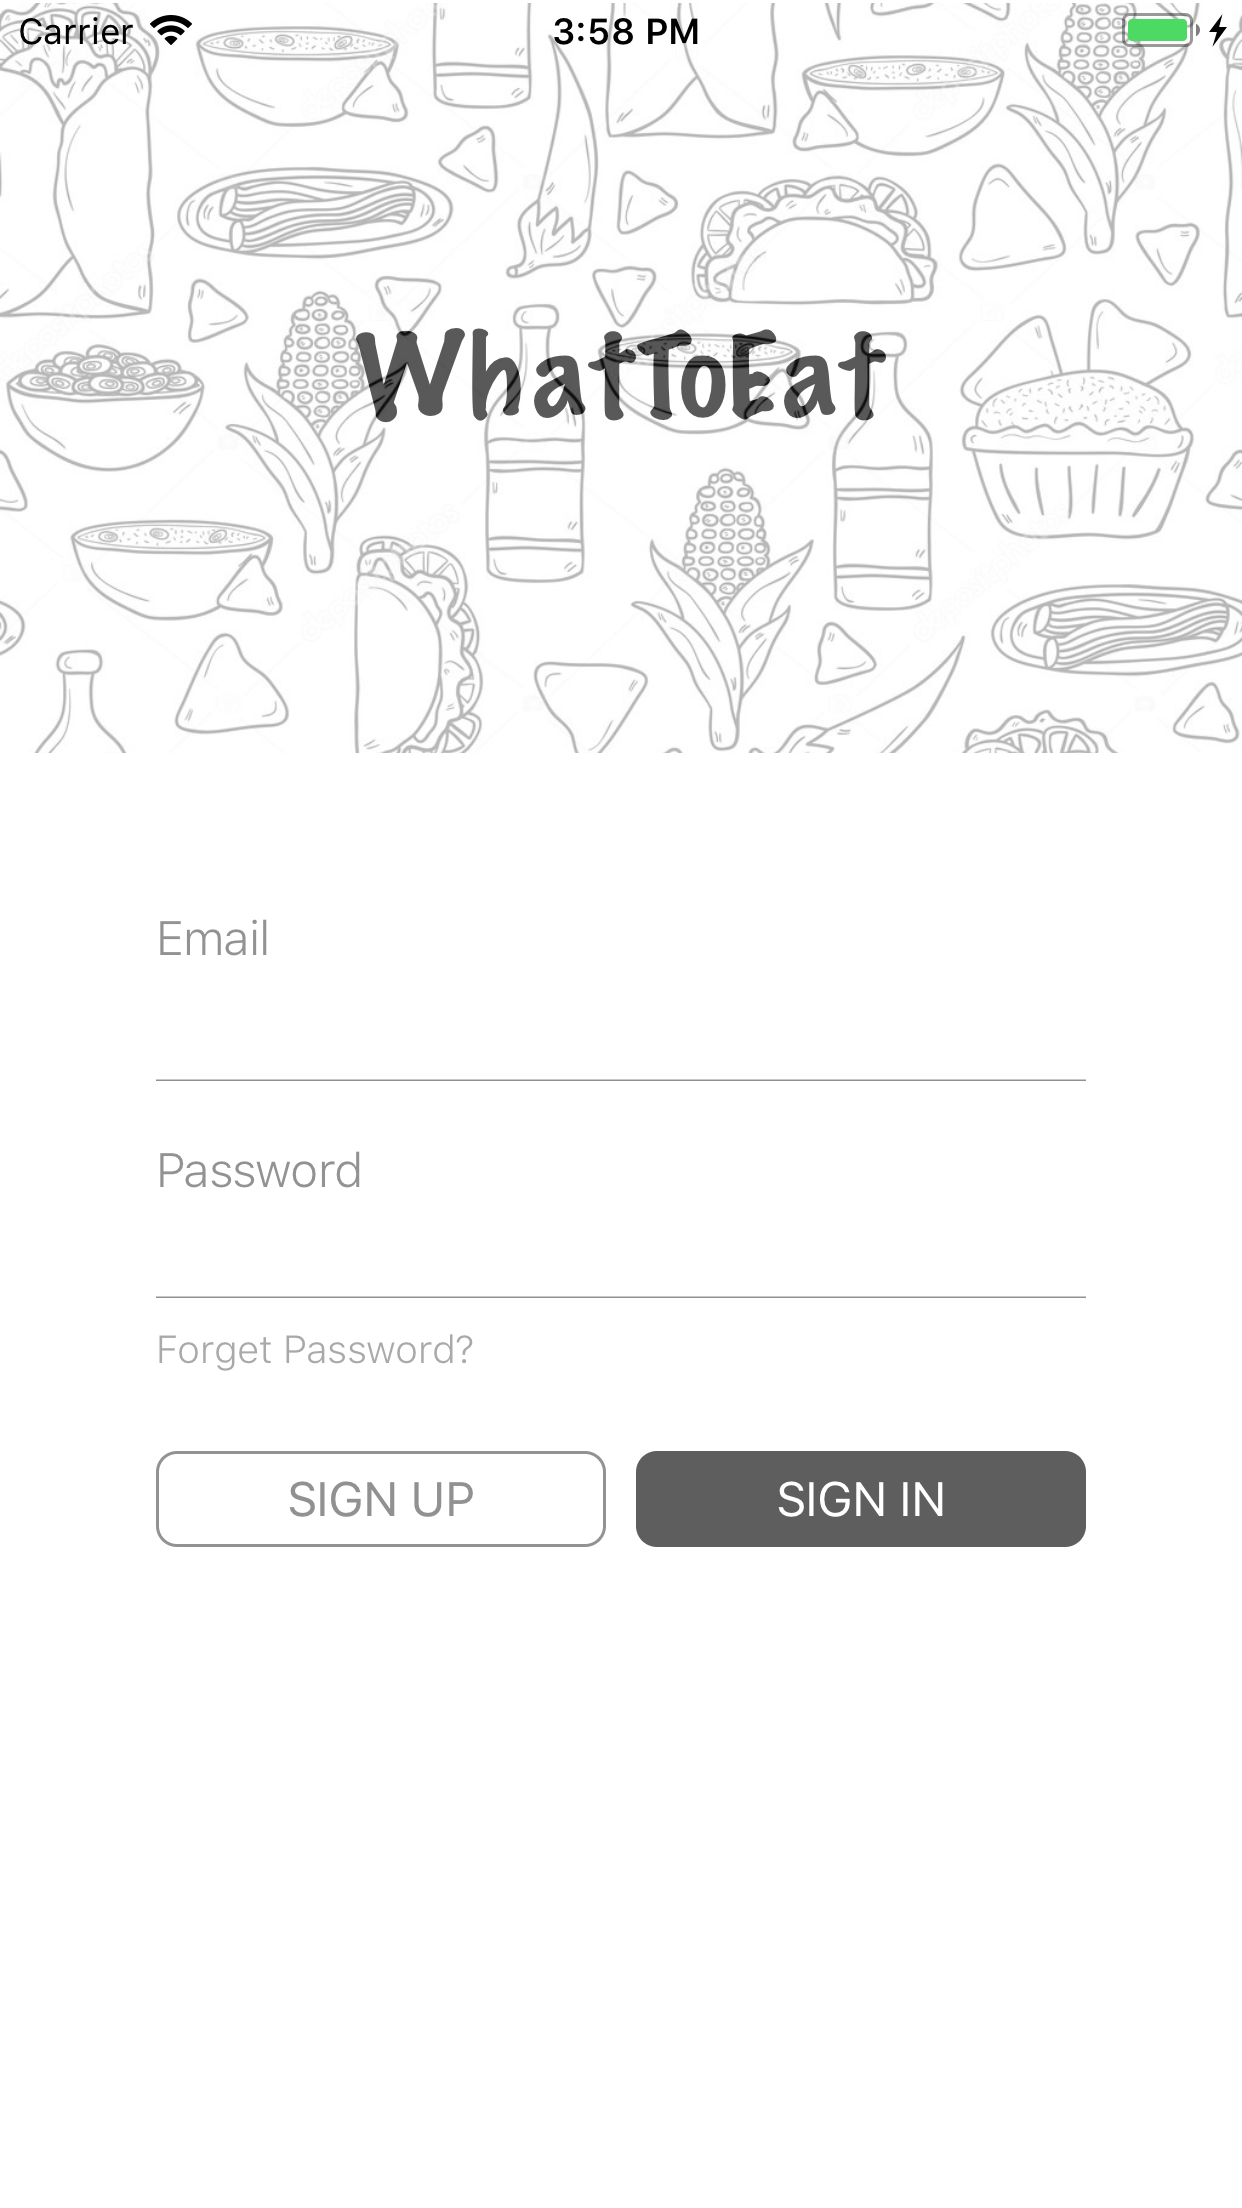 Carrier 3:58 PM
WhatToEat
Email
Password
Forget Password?
SIGN UP SIGN IN